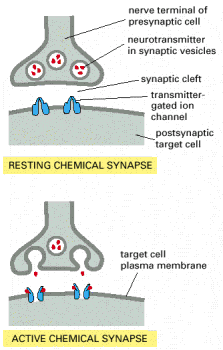 nerve terminal of
presynaptic cell
neurotransmitter
in synaptic vesicles
synaptic cleft
transmitter-
gated ion
channel
postsynaptic
target cell
RESTING CHEMICAL SYNAPSE
target cell
plasma membrane
ACTIVE CHEMICAL SYNAPSE